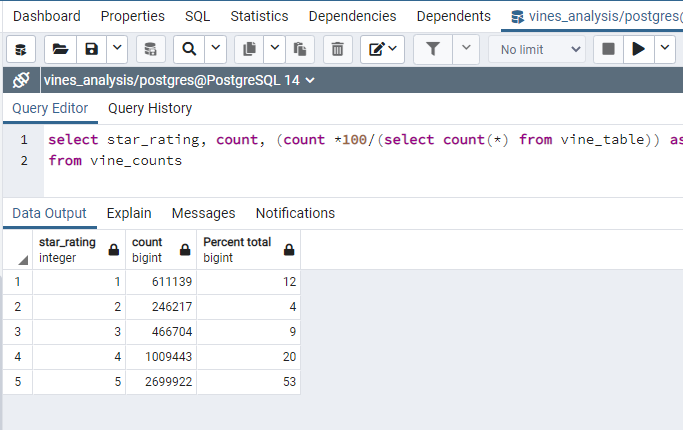 Dashboard Properties SQL Statistics Dependencies Dependents vines_analysis/postgres@
No limit
vines_analysis/postgres@PostgreSQL 14
Query Editor Query History
1 select star_rating, count, (count *100/(select count(*) from vine_table)) as
2 from vine_counts
Data Output Explain Messages Notifications
star_rating count Percent total
integer bigint bigint
1 1 611139 12
2 2 246217 4
3 3 466704 9
4 4 1009443 20
5 5 2699922 53